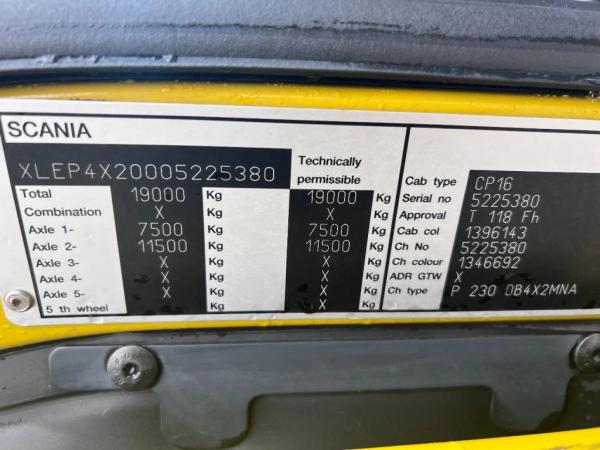 SCANIA
XLEP4X20005225380 Technically permissible
Total 19000 Kg 19000 Kg
Combination X Kg X Kg
Axle 1- 7500 Kg 7500 Kg
Axle 2- 11500 Kg 11500 Kg
Axle 3- X Kg X Kg
Axle 4- X Kg X Kg
Axle 5- X Kg X Kg
5 th wheel Kg Kg
Cab type CP16
Serial no 5225380
Approval T 118 Fh
Cab col 1396143
Ch No 5225380
Ch colour 1346692
ADR GTW X
Ch type P 230 DB4X2MNA